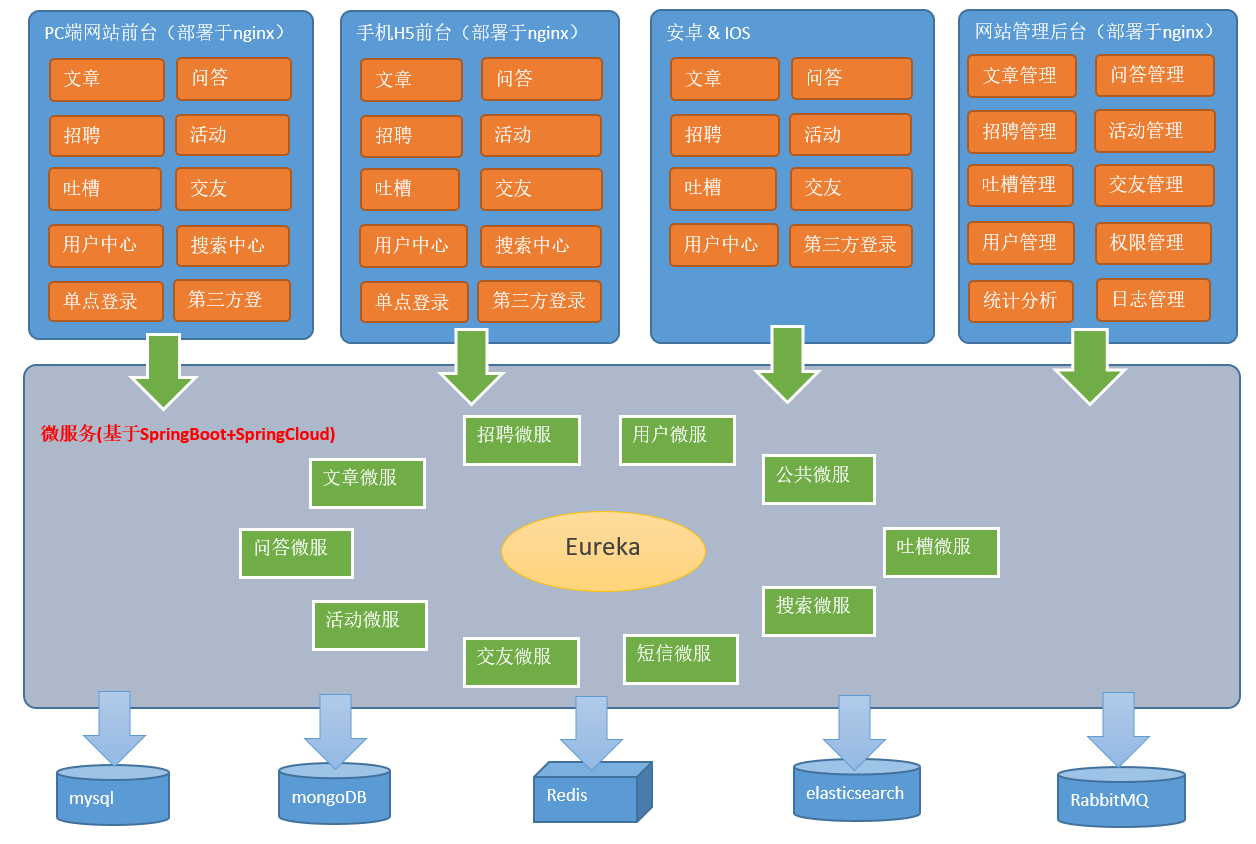 PC端网站前台（部署于nginx）
文章
问答
招聘
活动
吐槽
交友
用户中心
搜索中心
单点登录
第三方登
手机H5前台（部署于nginx）
文章
问答
招聘
活动
吐槽
交友
用户中心
搜索中心
单点登录
第三方登录
安卓 & IOS
文章
问答
招聘
活动
吐槽
交友
用户中心
第三方登录
网站管理后台（部署于nginx）
文章管理
问答管理
招聘管理
活动管理
吐槽管理
交友管理
用户管理
权限管理
统计分析
日志管理
微服务(基于SpringBoot+SpringCloud)
招聘微服
用户微服
文章微服
公共微服
问答微服
Eureka
吐槽微服
活动微服
搜索微服
交友微服
短信微服
mysql
mongoDB
Redis
elasticsearch
RabbitMQ